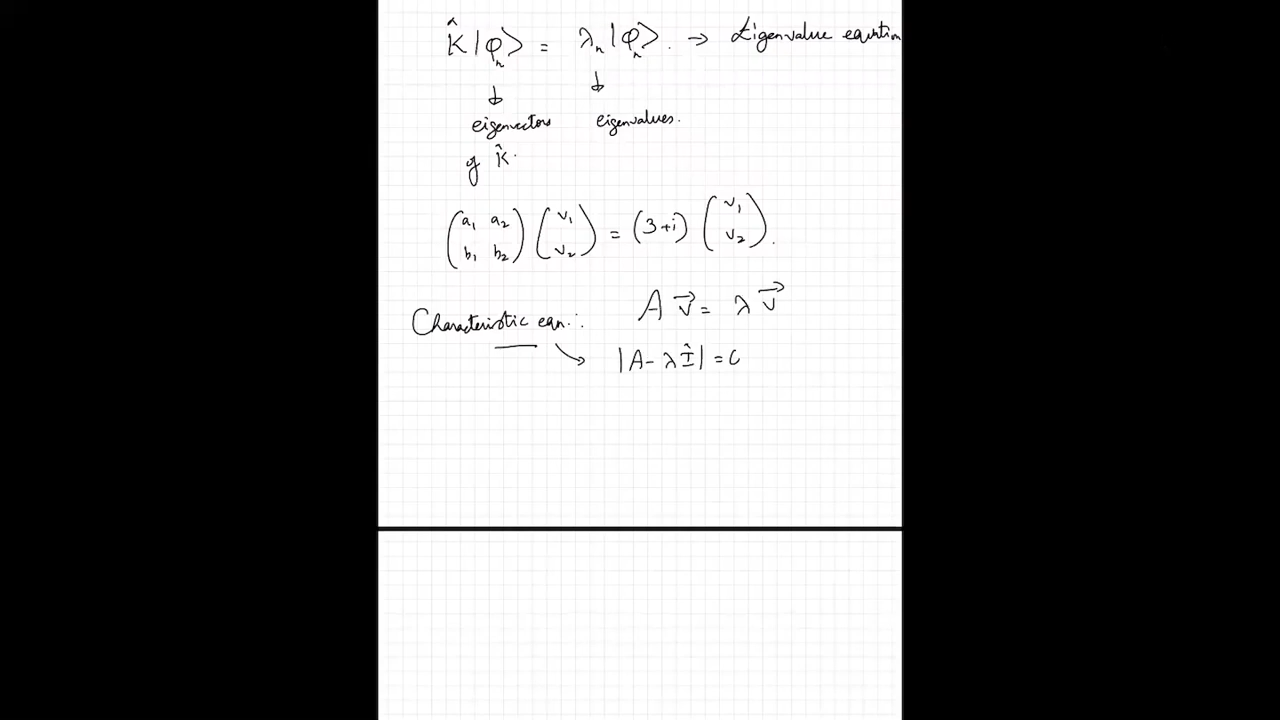 K̂|φₙ⟩ = λₙ|φₙ⟩. → Eigenvalue equation
↓ ↓
eigenvectors eigenvalues.
of K̂.
(a₁ a₂ / b₁ b₂) (v₁ / v₂) = (3+i) (v₁ / v₂).
A v⃗ = λ v⃗
Characteristic eqn.:
↘ |A - λÎ| = 0